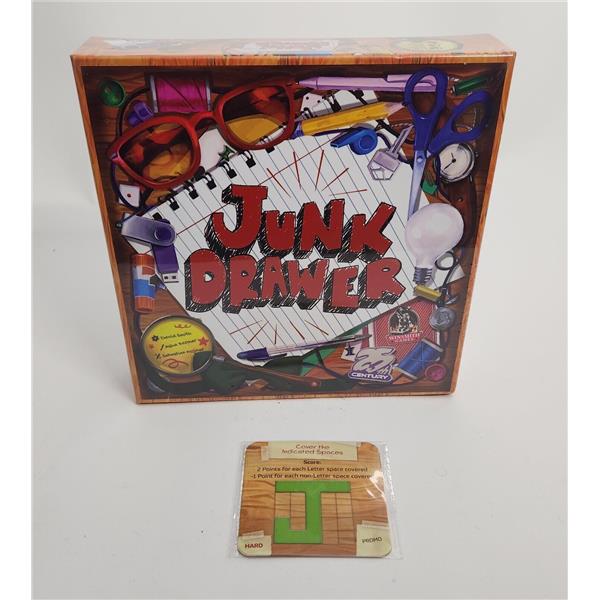 JUNK
DRAWER
25th
CENTURY
Cover the
Indicated Spaces
Score:
2 Points for each Letter space covered
-1 Point for each non-Letter space covered
J
HARD
PROMO